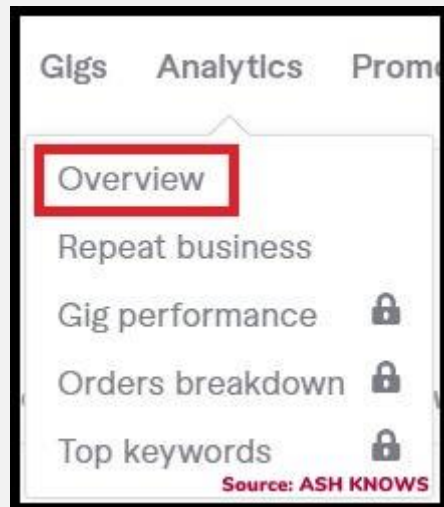 Gigs Analytics Prom
Overview
Repeat business
Gig performance
Orders breakdown
Top keywords
Source: ASH KNOWS